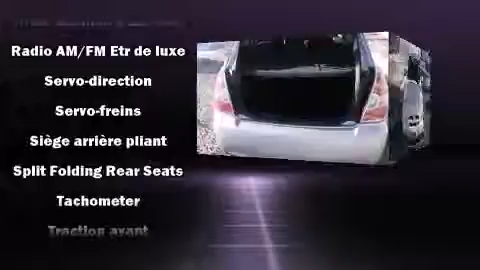 Radio AM/FM Etr de luxe
Servo-direction
Servo-freins
Siège arrière pliant
Split Folding Rear Seats
Tachometer
Traction avant